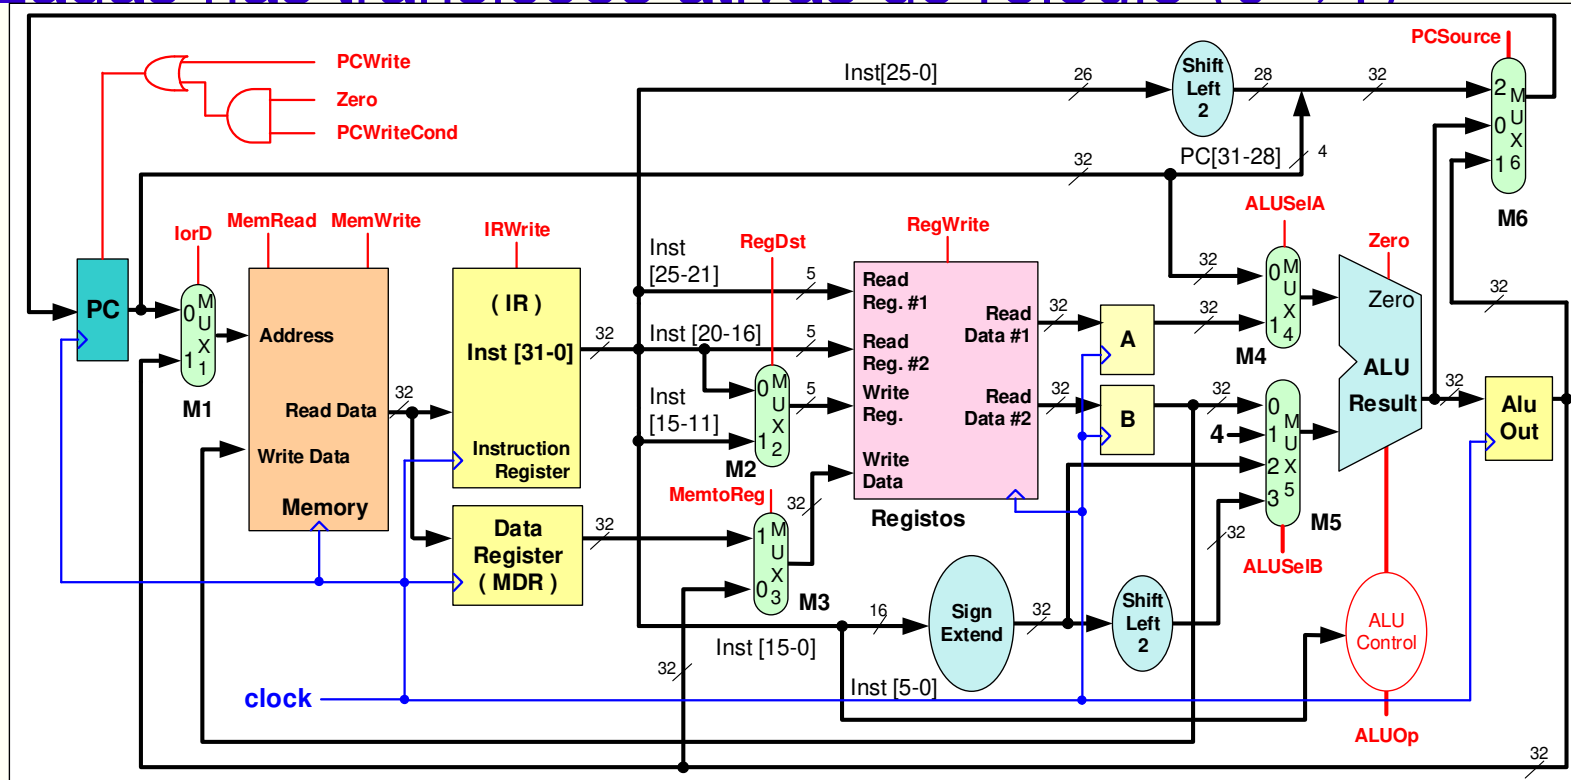 PCSource
Inst[25-0]
26
Shift
Left
2
28
32
2
0
1
M
U
X
6
M6
PCWrite
Zero
PCWriteCond
32
PC[31-28]
4
IorD
MemRead
MemWrite
IRWrite
RegDst
RegWrite
ALUSelA
Zero
PC
0
1
M
U
X
1
M1
Address
Read Data
Write Data
Memory
32
( IR )
Inst [31-0]
Instruction
Register
32
Data
Register
( MDR )
32
Inst
[25-21]
5
Inst [20-16]
5
Inst
[15-11]
0
1
M
U
X
2
M2
5
MemtoReg
1
0
M
U
X
3
M3
32
32
Read
Reg. #1
Read
Reg. #2
Write
Reg.
Write
Data
Read
Data #1
Read
Data #2
Registos
32
32
A
B
32
32
0
1
M
U
X
4
M4
32
4
0
1
2
3
M
U
X
5
M5
32
ALUSelB
Zero
ALU
Result
32
Alu
Out
32
Inst [15-0]
16
Sign
Extend
32
Shift
Left
2
ALU
Control
ALUOp
Inst [5-0]
clock
32